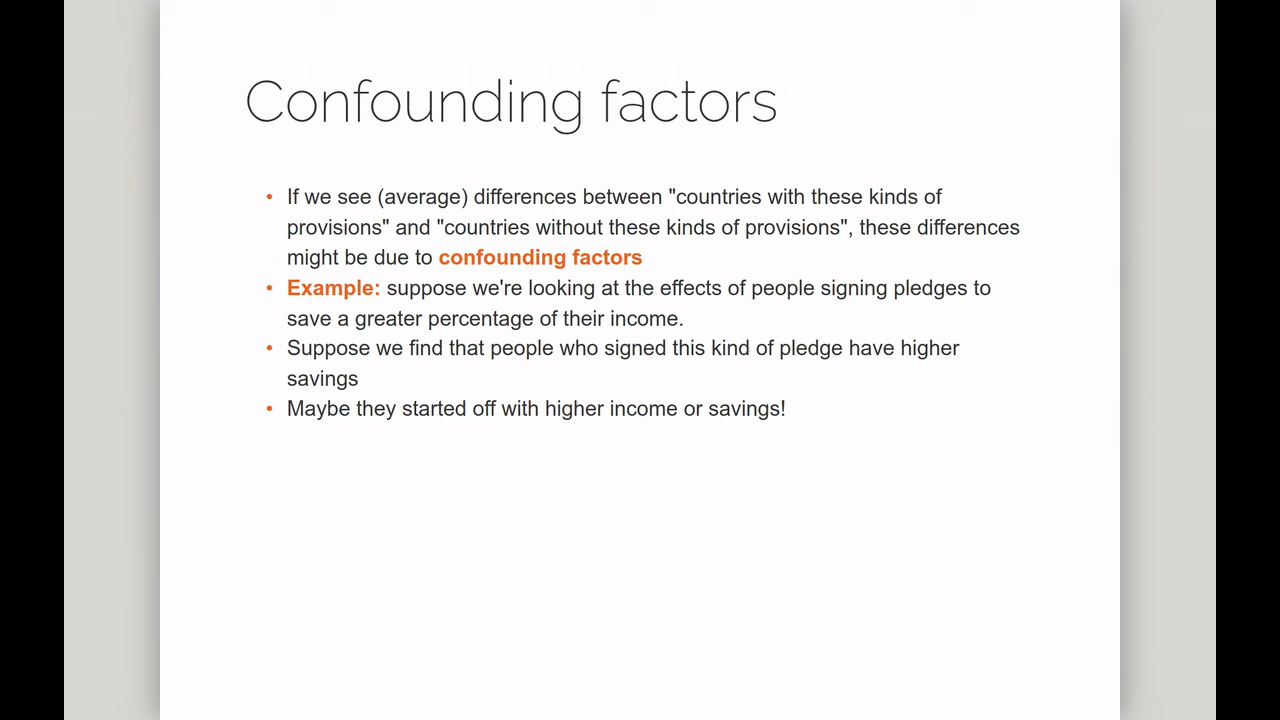 Confounding factors
• If we see (average) differences between "countries with these kinds of
provisions" and "countries without these kinds of provisions", these differences
might be due to confounding factors
• Example: suppose we're looking at the effects of people signing pledges to
save a greater percentage of their income.
• Suppose we find that people who signed this kind of pledge have higher
savings
• Maybe they started off with higher income or savings!